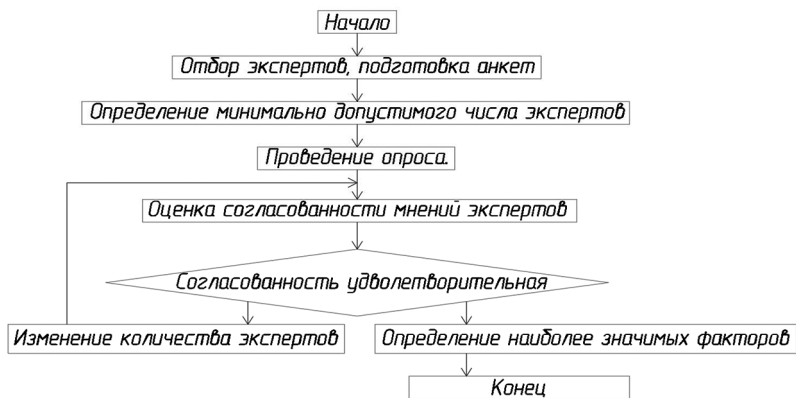 Начало
Отбор экспертов, подготовка анкет
Определение минимально допустимого числа экспертов
Проведение опроса.
Оценка согласованности мнений экспертов
Согласованность удволетворительная
Изменение количества экспертов
Определение наиболее значимых факторов
Конец